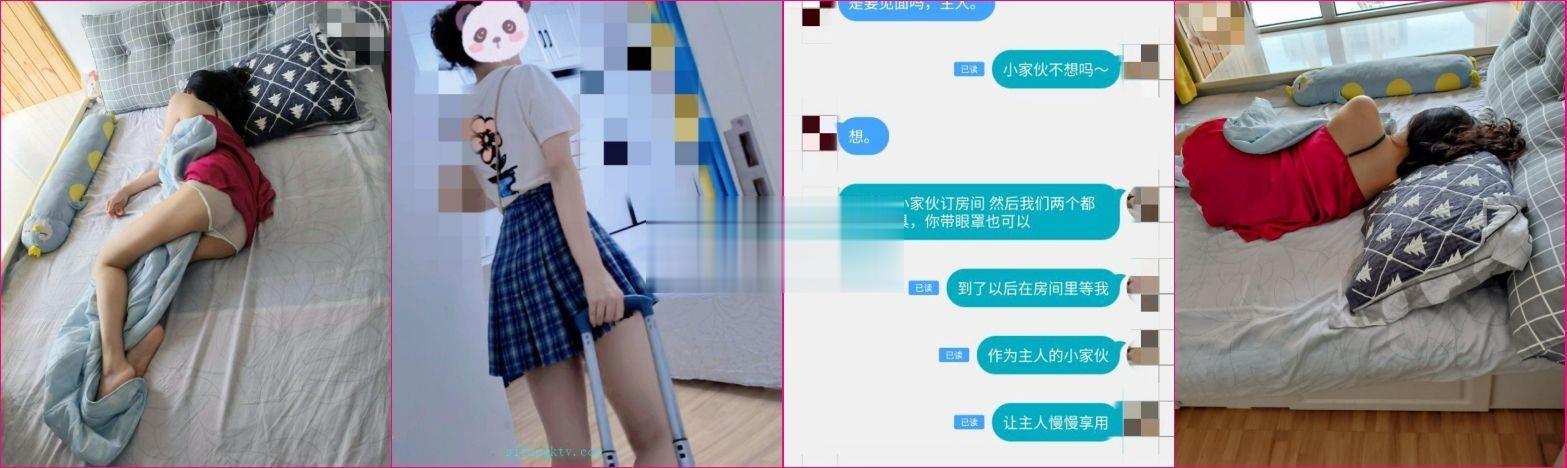 是要见面吗，主人。
已读 小家伙不想吗～
想。
小家伙订房间 然后我们两个都
，你带眼罩也可以
已读 到了以后在房间里等我
已读 作为主人的小家伙
已读 让主人慢慢享用